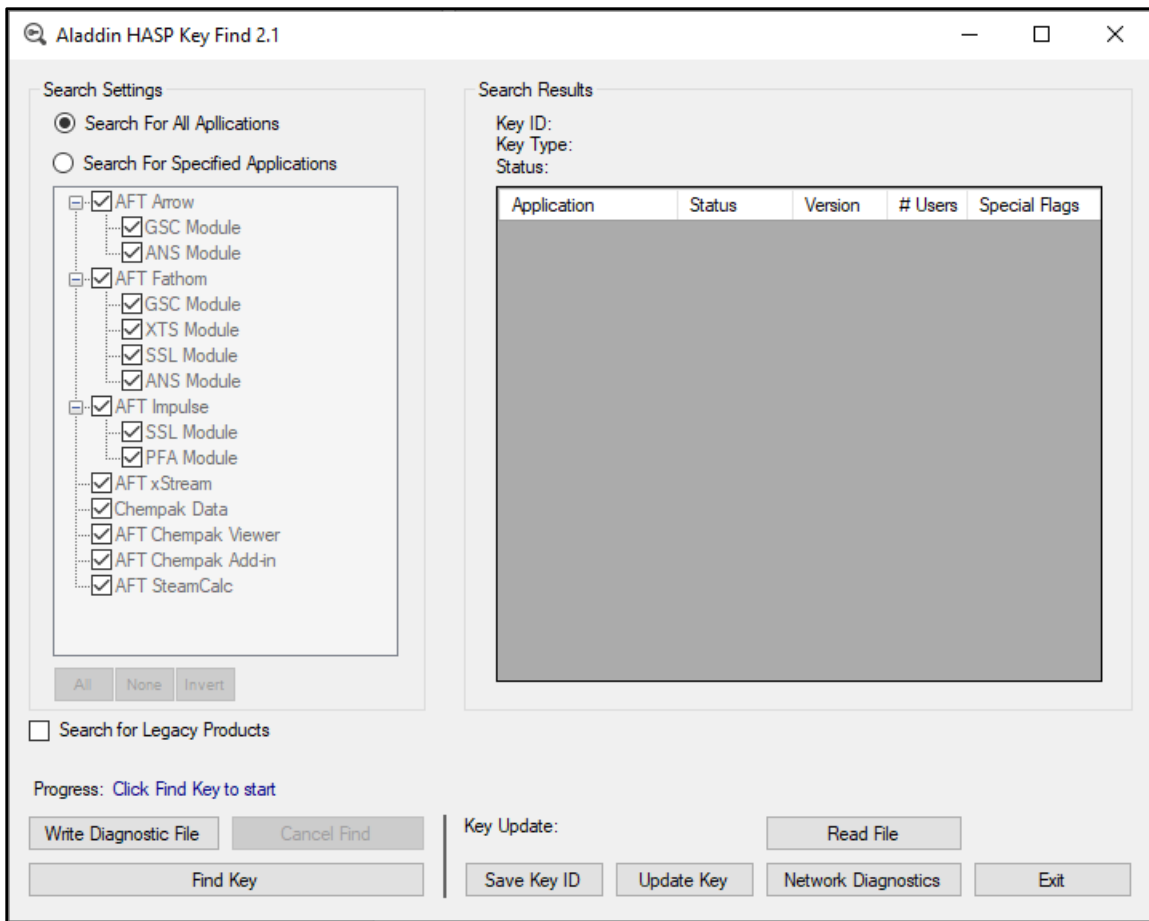 Aladdin HASP Key Find 2.1
Search Settings
Search For All Apllications
Search For Specified Applications
AFT Arrow
GSC Module
ANS Module
AFT Fathom
GSC Module
XTS Module
SSL Module
ANS Module
AFT Impulse
SSL Module
PFA Module
AFT xStream
Chempak Data
AFT Chempak Viewer
AFT Chempak Add-in
AFT SteamCalc
All None Invert
Search for Legacy Products
Search Results
Key ID:
Key Type:
Status:
Application Status Version # Users Special Flags
Progress: Click Find Key to start
Write Diagnostic File Cancel Find
Find Key
Key Update: Read File
Save Key ID Update Key Network Diagnostics Exit